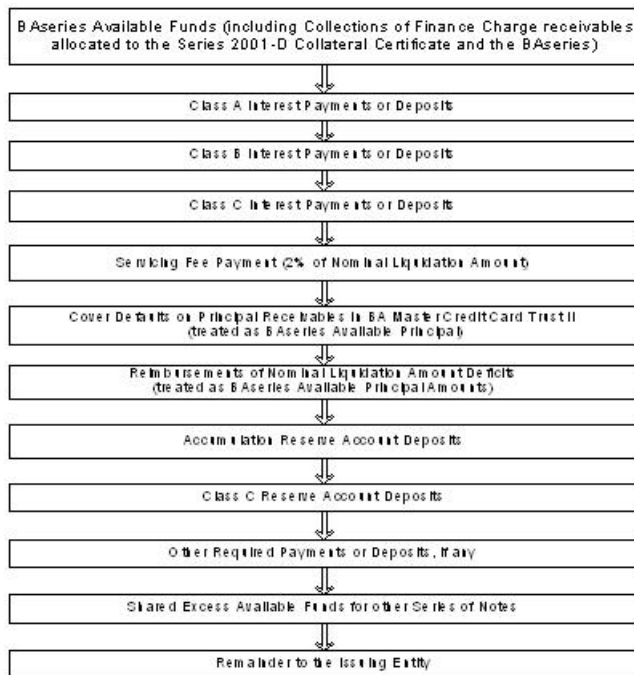 BAseries Available Funds (including Collections of Finance Charge receivables
allocated to the Series 2001-D Collateral Certificate and the BAseries)
Class A Interest Payments or Deposits
Class B Interest Payments or Deposits
Class C Interest Payments or Deposits
Servicing Fee Payment (2% of Nominal Liquidation Amount)
Cover Defaults on Principal Receivables in BA Master Credit Card Trust II
(treated as BAseries Available Principal)
Reimbursements of Nominal Liquidation Amount Deficits
(treated as BAseries Available Principal Amounts)
Accumulation Reserve Account Deposits
Class C Reserve Account Deposits
Other Required Payments or Deposits, if any
Shared Excess Available Funds for other Series of Notes
Remainder to the Issuing Entity